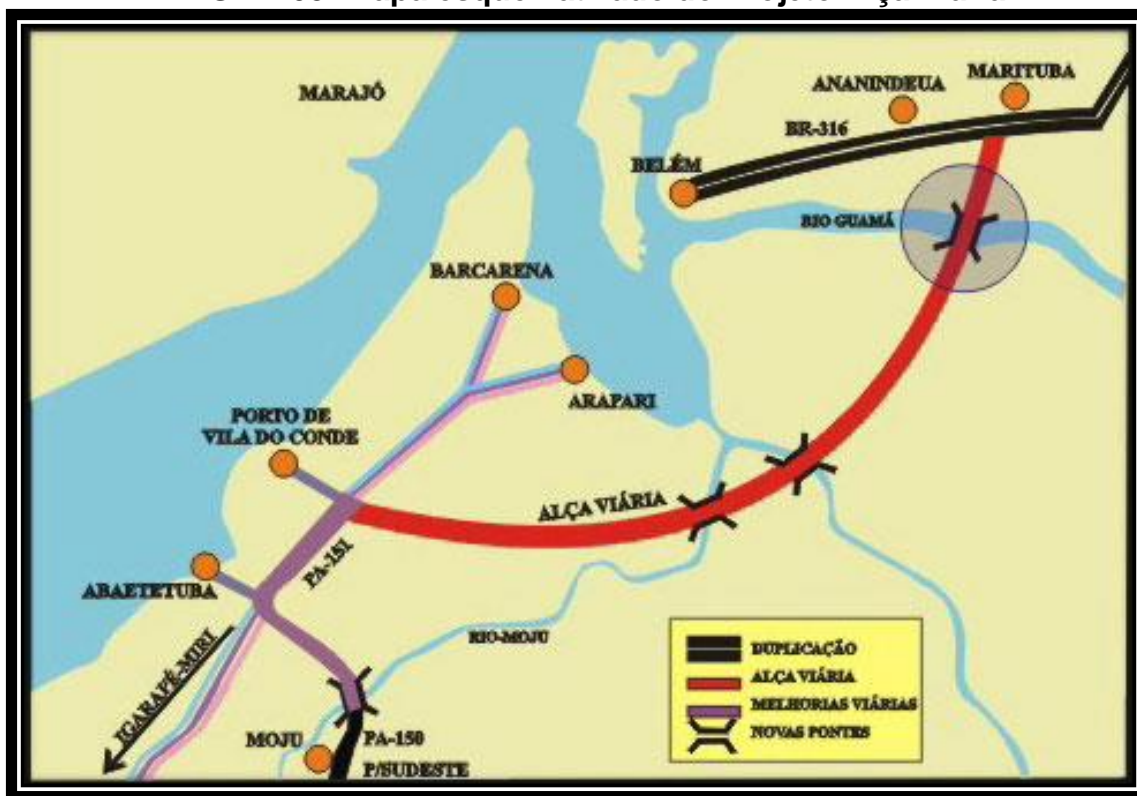 MARAJÓ
ANANINDEUA
MARITUBA
BR-316
BELÉM
RIO GUAMÁ
BARCARENA
ARAPARI
PORTO DE
VILA DO CONDE
ALÇA VIÁRIA
PA-151
ABAETETUBA
IGARAPÉ-MIRI
RIO-MOJU
MOJU
PA-150
P/SUDESTE
DUPLICAÇÃO
ALÇA VIÁRIA
MELHORIAS VIÁRIAS
NOVAS PONTES